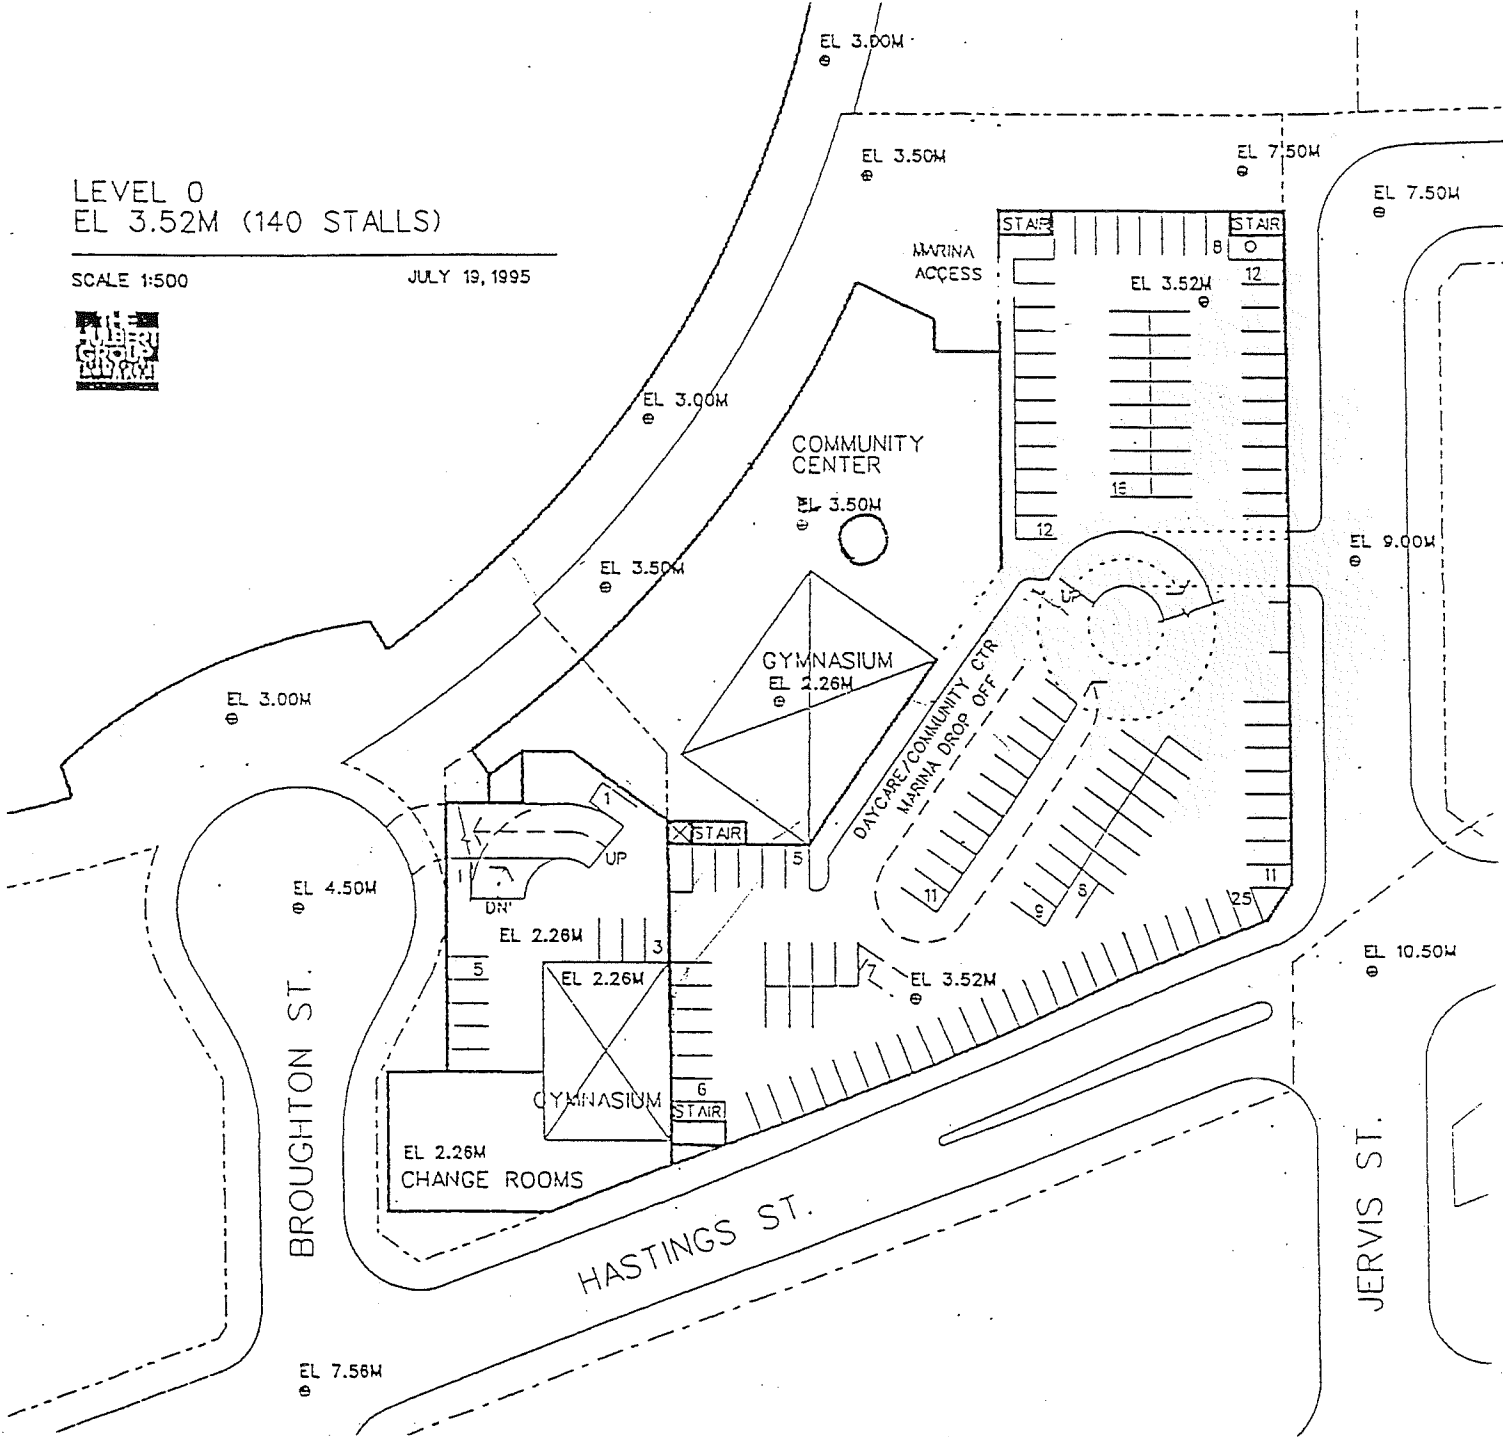 EL 3.00M
EL 3.50M
EL 7.50M
EL 7.50M
LEVEL 0
EL 3.52M (140 STALLS)
SCALE 1:500
JULY 19, 1995
THE
HULBERT
GROUP
STAIR
STAIR
8
MARINA
ACCESS
12
EL 3.52M
EL 3.00M
COMMUNITY
CENTER
EL 3.50M
12
EL 9.00M
EL 3.50M
UP
GYMNASIUM
EL 2.26M
EL 3.00M
DAYCARE/COMMUNITY CTR
MARINA DROP OFF
1
STAIR
5
UP
EL 4.50M
DN
11
9
11
25
EL 2.26M
3
EL 2.26M
5
7
EL 3.52M
EL 10.50M
BROUGHTON ST.
GYMNASIUM
6
STAIR
EL 2.26M
CHANGE ROOMS
HASTINGS ST.
JERVIS ST.
EL 7.56M